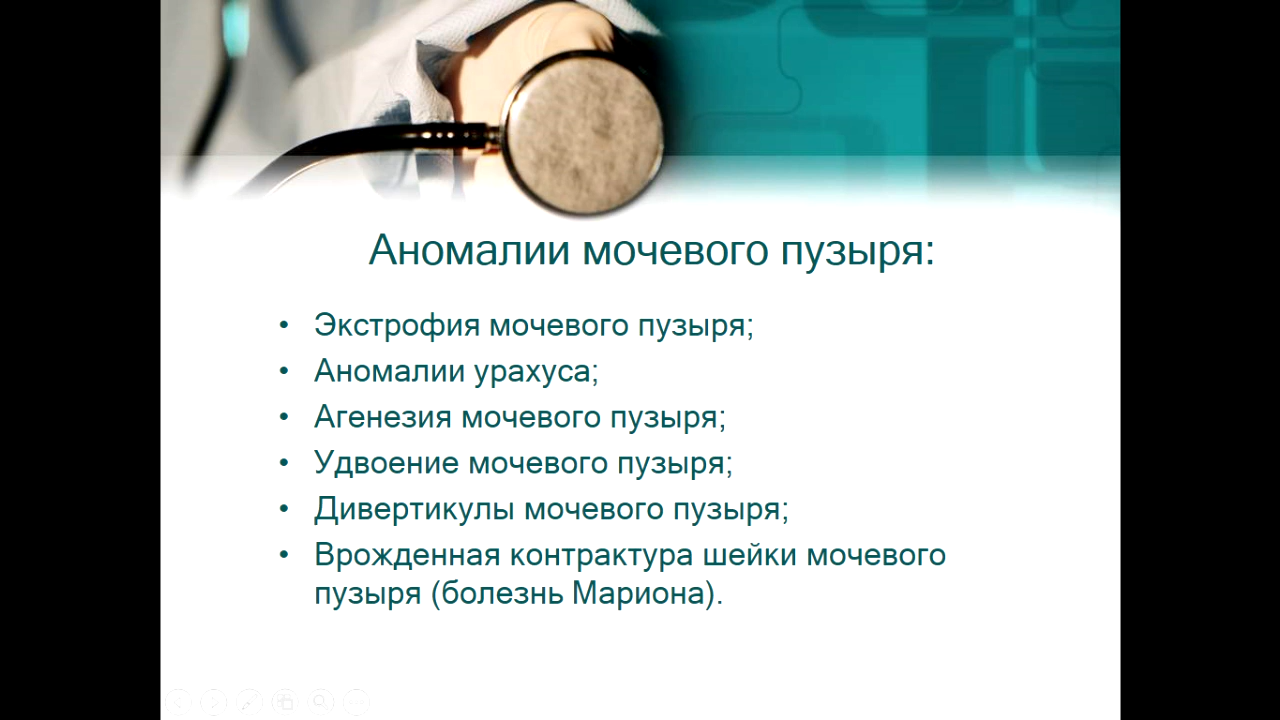 Аномалии мочевого пузыря:
• Экстрофия мочевого пузыря;
• Аномалии урахуса;
• Агенезия мочевого пузыря;
• Удвоение мочевого пузыря;
• Дивертикулы мочевого пузыря;
• Врожденная контрактура шейки мочевого
пузыря (болезнь Мариона).